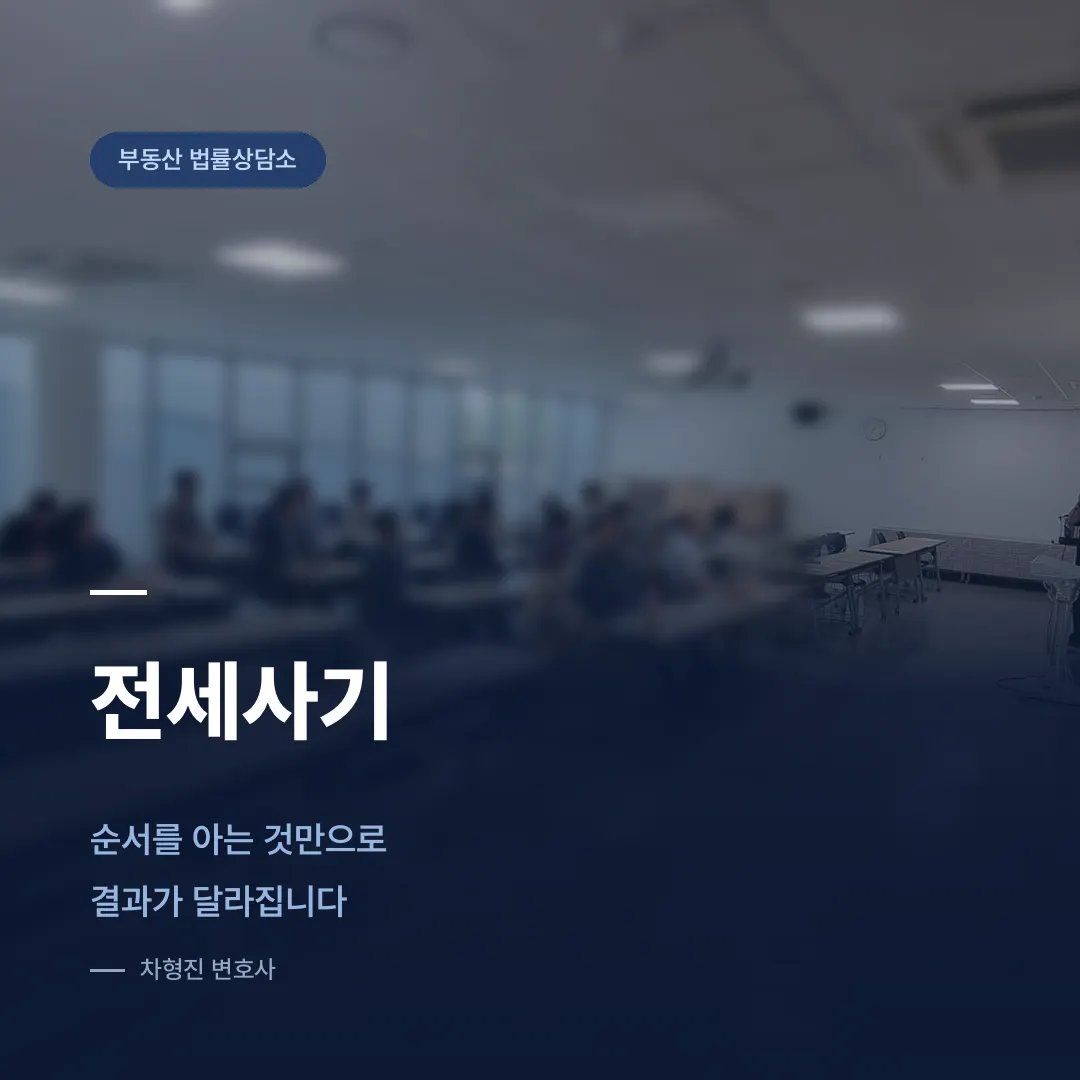 부동산 법률상담소
전세사기
순서를 아는 것만으로
결과가 달라집니다
차형진 변호사